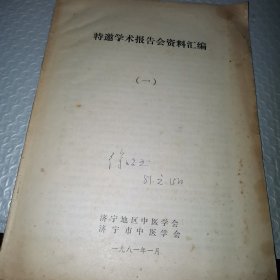 特邀学术报告会资料汇编
（一）
济宁地区中医学会
济宁市中医学会
一九八一年一月